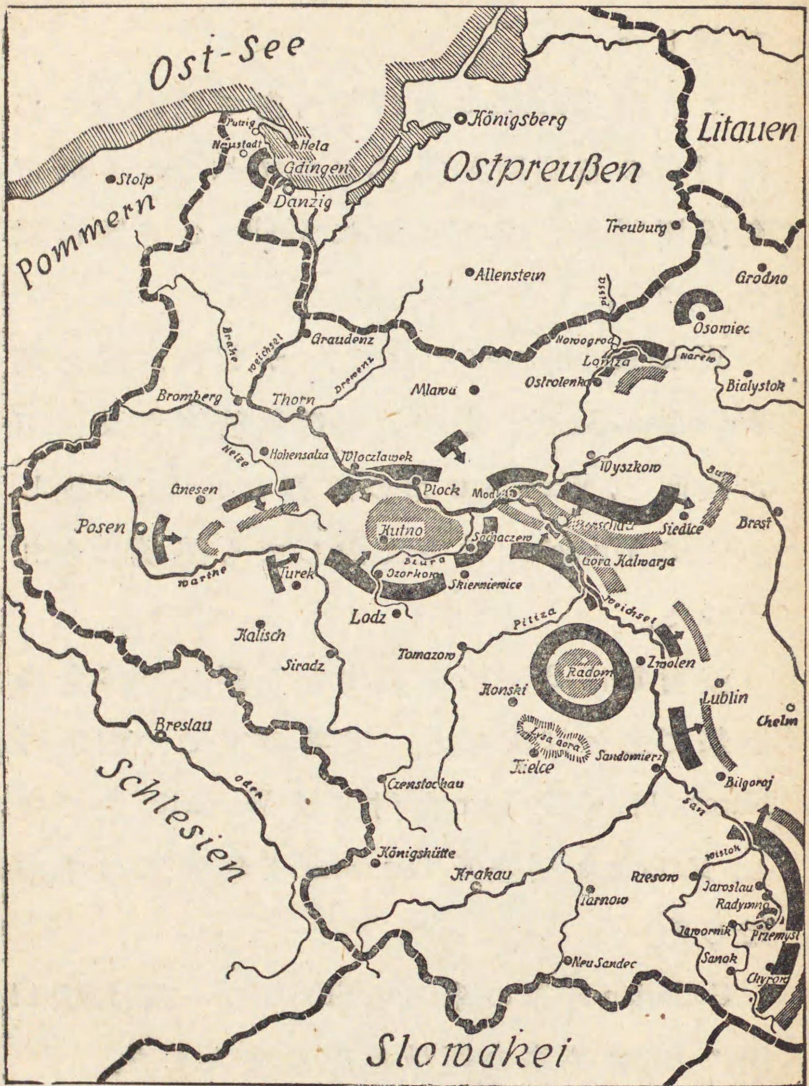 Ost-See
Königsberg
Litauen
Putzig
Hela
Neustadt
Gdingen
Ostpreußen
Stolp
Danzig
Pommern
Treuburg
Allenstein
Grodno
Pissa
Osowiec
Brahe
Weichsel
Graudenz
Nowogrod
Lomza
Narew
Drewenz
Mlawa
Ostrolenka
Bialystok
Bromberg
Thorn
Netze
Hohensalza
Wloczlawek
Wyszkow
Bug
Gnesen
Plock
Modlin
Posen
Kutno
Warschau
Siedlce
Brest
Sochaczew
Bzura
Gora Kalwarja
Warthe
Turek
Ozorkow
Skierniewice
Weichsel
Lodz
Piliza
Kalisch
Tomazow
Zwolen
Siradz
Radom
Konski
Lublin
Chelm
Breslau
Lysa Gora
Kielce
Sandomierz
Oder
Czenstochau
Bilgoraj
Schlesien
San
Wislok
Königshütte
Rzesow
Jaroslau
Krakau
Radymno
Tarnow
Jawornik
Przemysl
Neu Sandec
Sanok
Chyrow
Slowakei